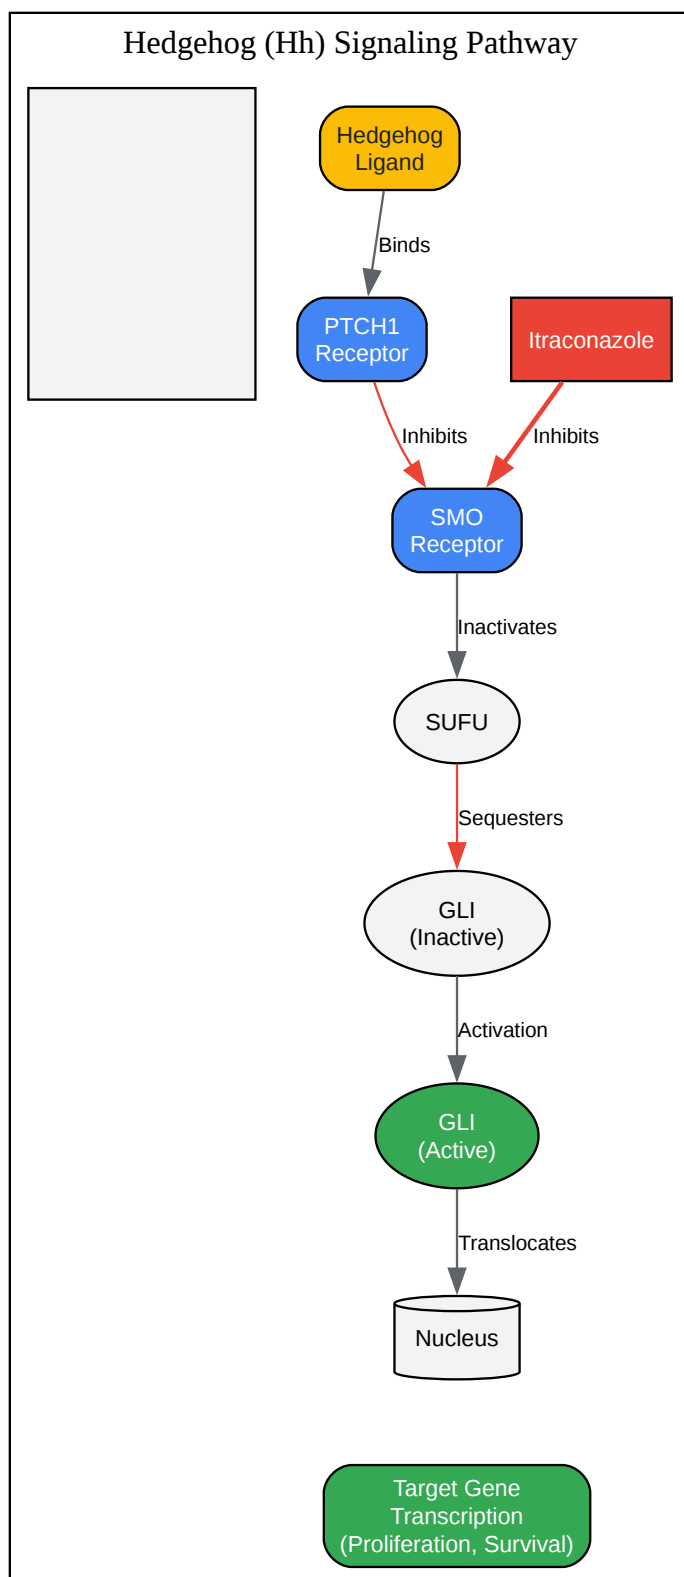 Hedgehog (Hh) Signaling Pathway
Hedgehog
Ligand
Binds
PTCH1
Receptor
Itraconazole
Inhibits
Inhibits
SMO
Receptor
Inactivates
SUFU
Sequesters
GLI
(Inactive)
Activation
GLI
(Active)
Translocates
Nucleus
Target Gene
Transcription
(Proliferation, Survival)